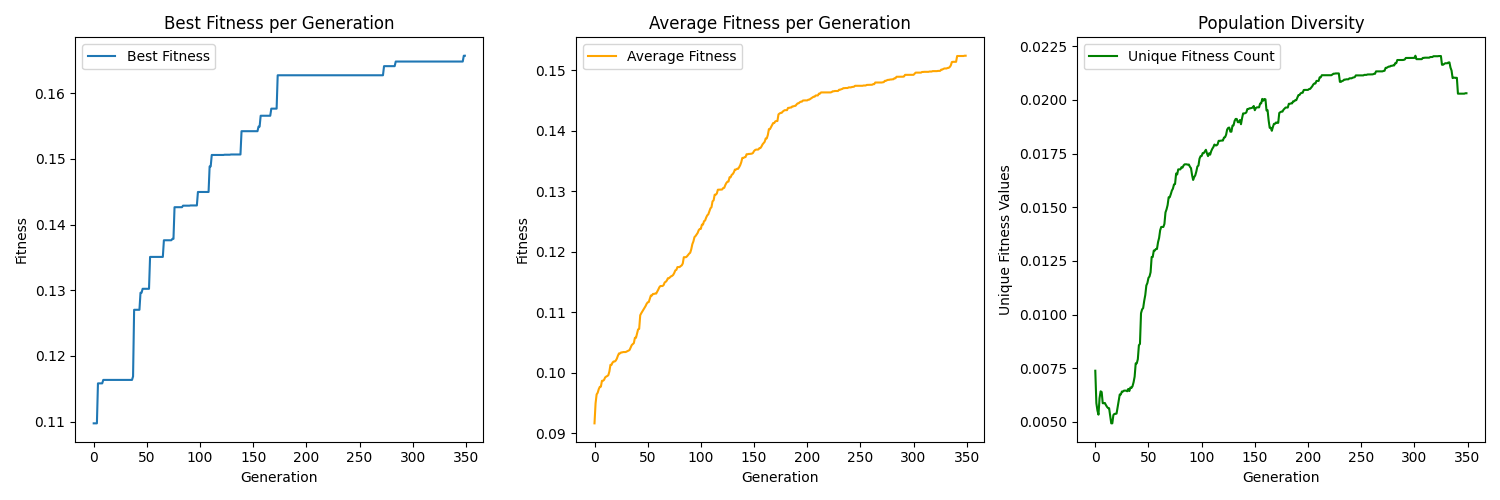 Best Fitness per Generation
Best Fitness
Fitness
0.16
0.15
0.14
0.13
0.12
0.11
0 50 100 150 200 250 300 350
Generation
Average Fitness per Generation
Average Fitness
Fitness
0.15
0.14
0.13
0.12
0.11
0.10
0.09
0 50 100 150 200 250 300 350
Generation
Population Diversity
Unique Fitness Count
Unique Fitness Values
0.0225
0.0200
0.0175
0.0150
0.0125
0.0100
0.0075
0.0050
0 50 100 150 200 250 300 350
Generation